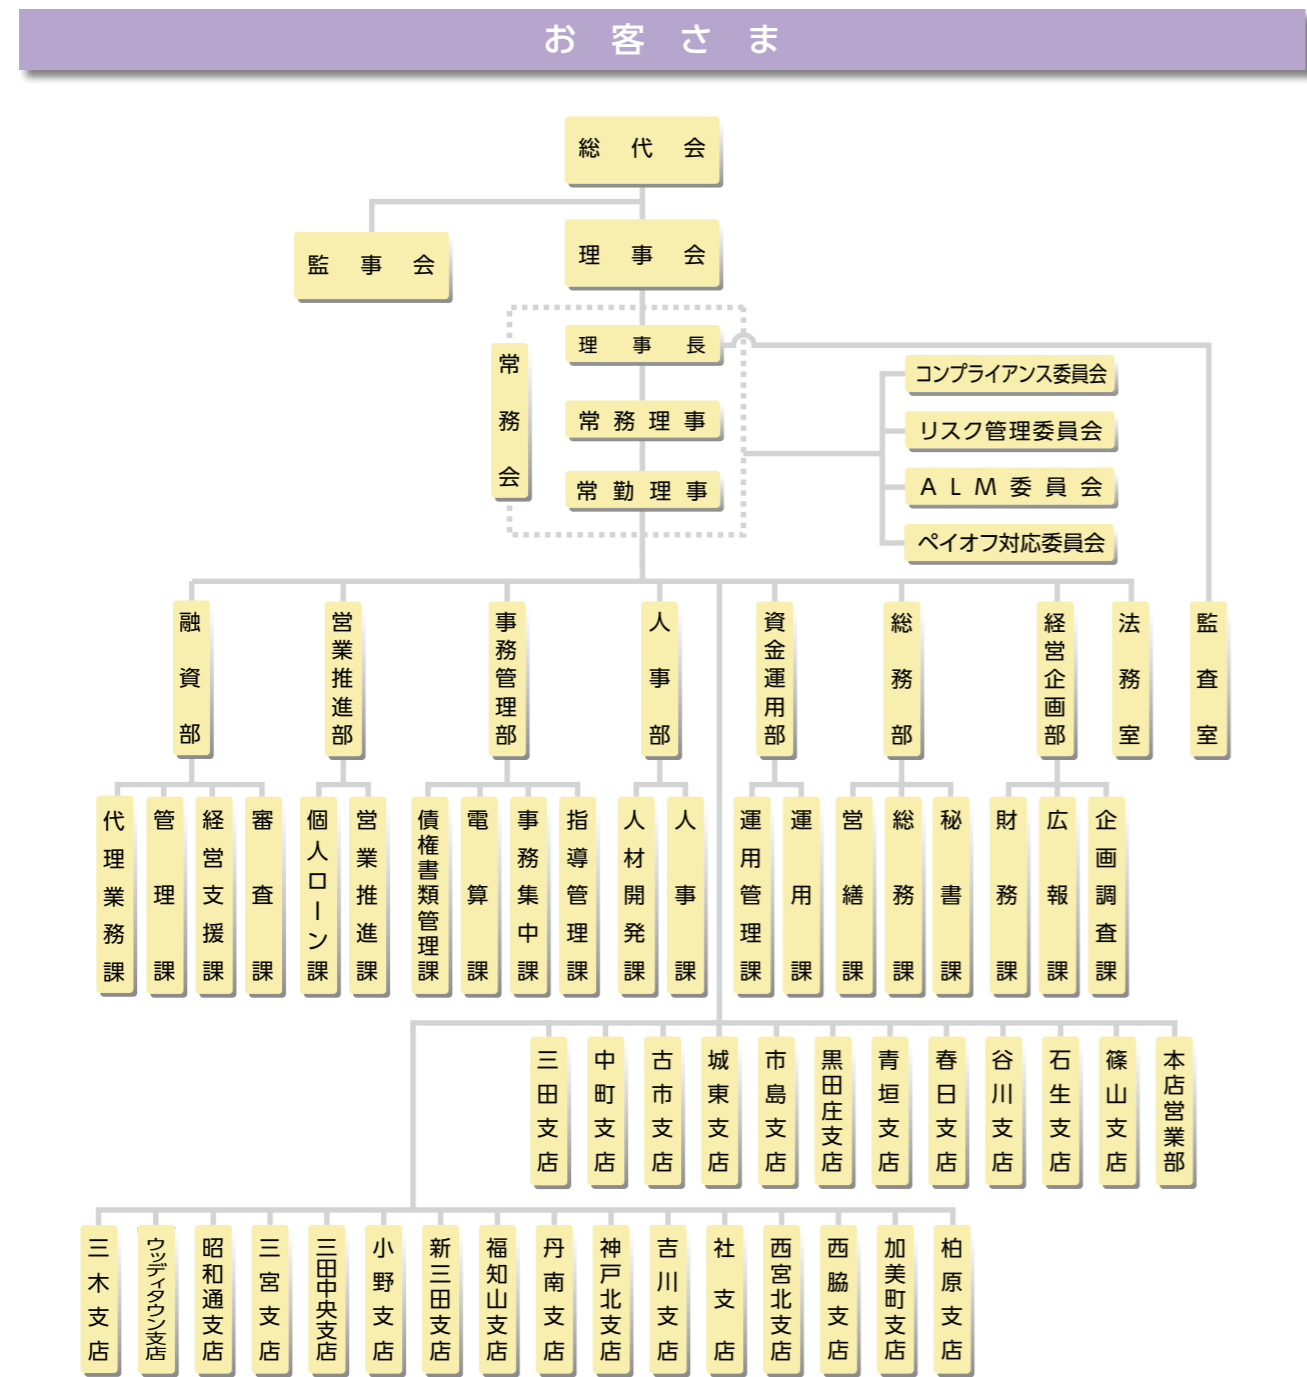 お客さま
総代会
監事会
理事会
理事長
常務会
常務理事
常勤理事
コンプライアンス委員会
リスク管理委員会
ALM委員会
ペイオフ対応委員会
融資部
営業推進部
事務管理部
人事部
資金運用部
総務部
経営企画部
法務室
監査室
代理業務課
管理課
経営支援課
審査課
個人ローン課
営業推進課
債権書類管理課
電算課
事務集中課
指導管理課
人材開発課
人事課
運用管理課
運用課
営繕課
総務課
秘書課
財務課
広報課
企画調査課
三田支店
中町支店
古市支店
城東支店
市島支店
黒田庄支店
青垣支店
春日支店
谷川支店
石生支店
篠山支店
本店営業部
三木支店
ウッディタウン支店
昭和通支店
三宮支店
三田中央支店
小野支店
新三田支店
福知山支店
丹南支店
神戸北支店
吉川支店
社支店
西宮北支店
西脇支店
加美町支店
柏原支店